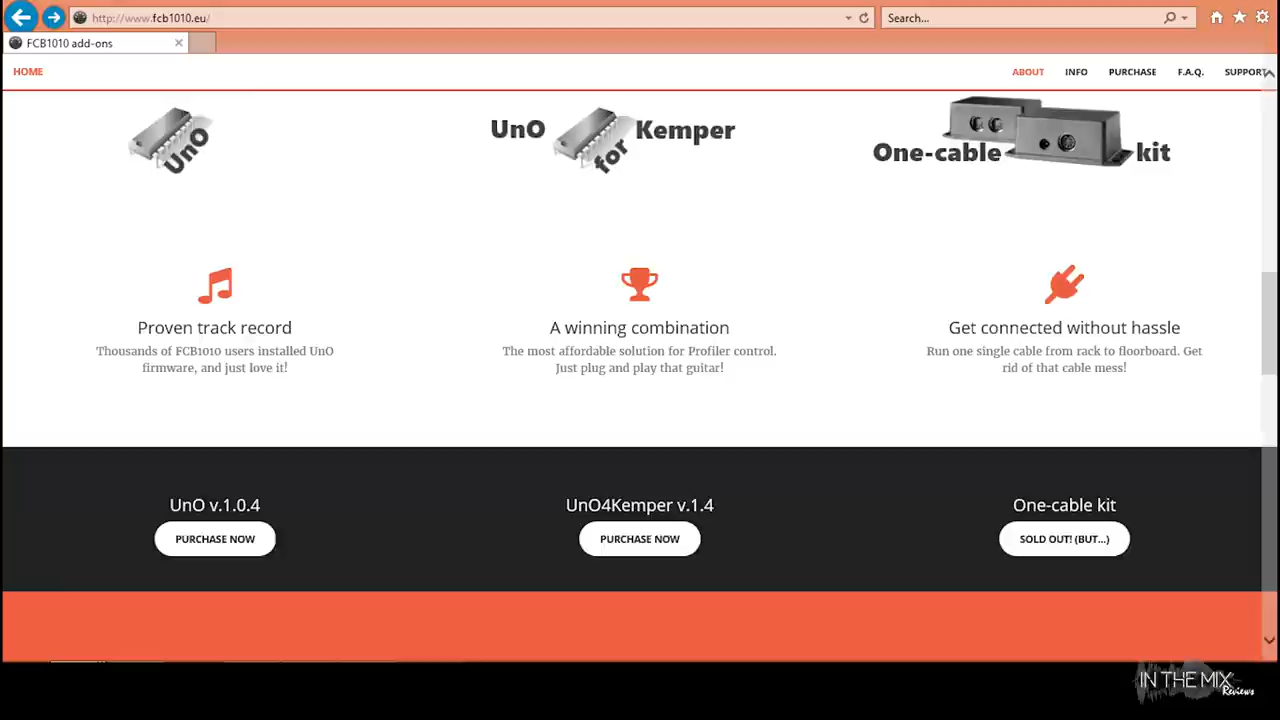 http://www.fcb1010.eu/
Search...
FCB1010 add-ons
HOME
ABOUT INFO PURCHASE F.A.Q. SUPPORT
UnO
UnO for Kemper
One-cable kit
Proven track record
Thousands of FCB1010 users installed UnO
firmware, and just love it!
A winning combination
The most affordable solution for Profiler control.
Just plug and play that guitar!
Get connected without hassle
Run one single cable from rack to floorboard. Get
rid of that cable mess!
UnO v.1.0.4
PURCHASE NOW
UnO4Kemper v.1.4
PURCHASE NOW
One-cable kit
SOLD OUT! (BUT...)
IN THE MIX
Reviews